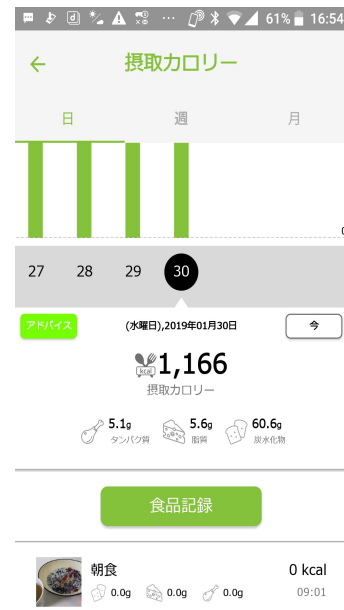 61% 16:54
摂取カロリー
日 週 月
27 28 29 30
アドバイス (水曜日),2019年01月30日 今
kcal 1,166
摂取カロリー
5.1g 5.6g 60.6g
タンパク質 脂質 炭水化物
食品記録
朝食 0 kcal
0.0g 0.0g 0.0g 09:01